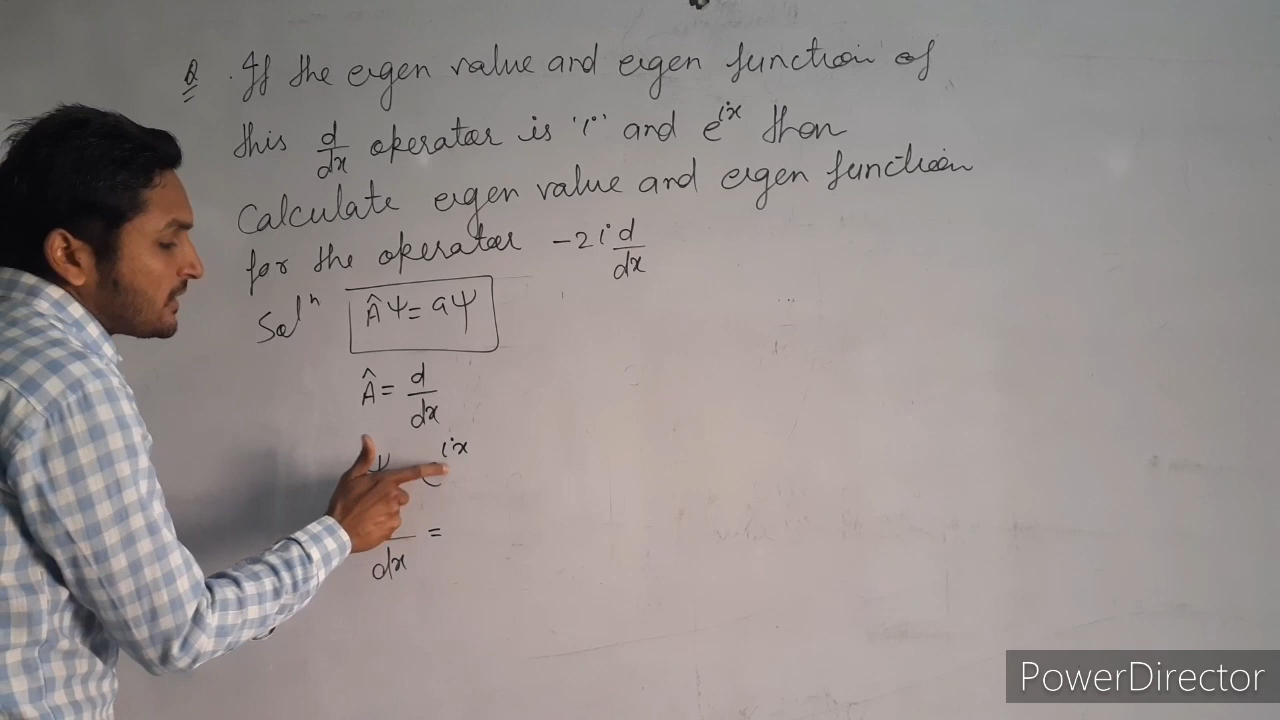 Q . If the eigen value and eigen function of
this d/dx operator is 'i' and e^ix then
Calculate eigen value and eigen function
for the operator -2i d/dx
Solⁿ Âψ = aψ
Â = d/dx
ψ e^ix
dx =
PowerDirector